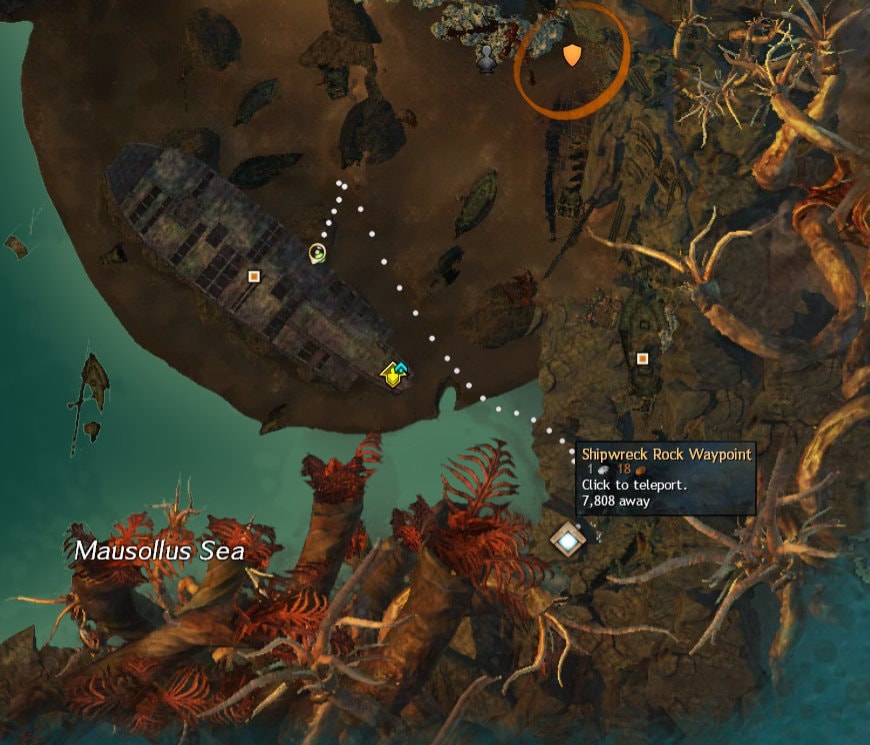 Shipwreck Rock Waypoint
1 18
Click to teleport.
7,808 away
Mausollus Sea